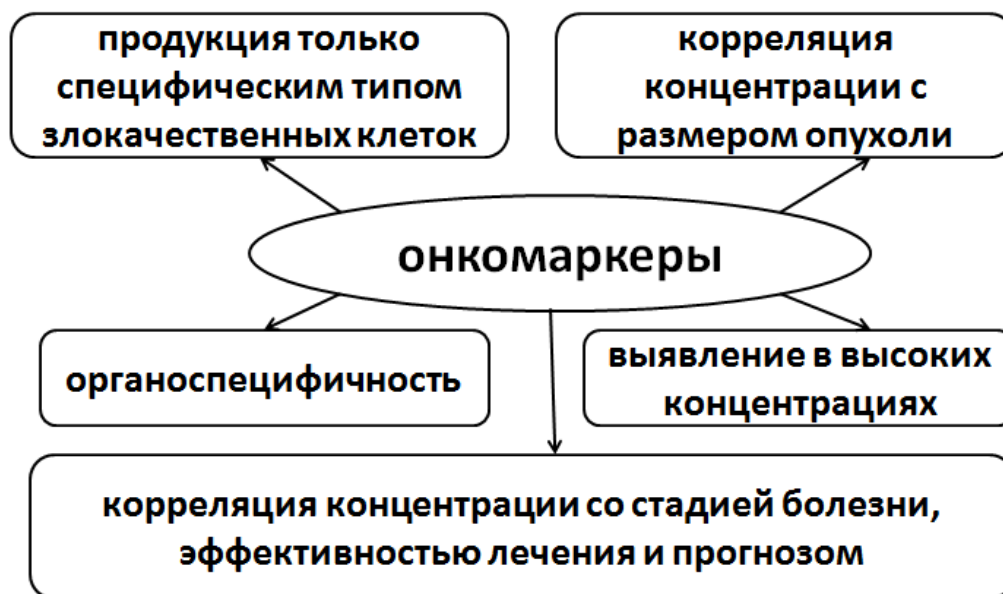 продукция только
специфическим типом
злокачественных клеток
корреляция
концентрации с
размером опухоли
онкомаркеры
органоспецифичность
выявление в высоких
концентрациях
корреляция концентрации со стадией болезни,
эффективностью лечения и прогнозом